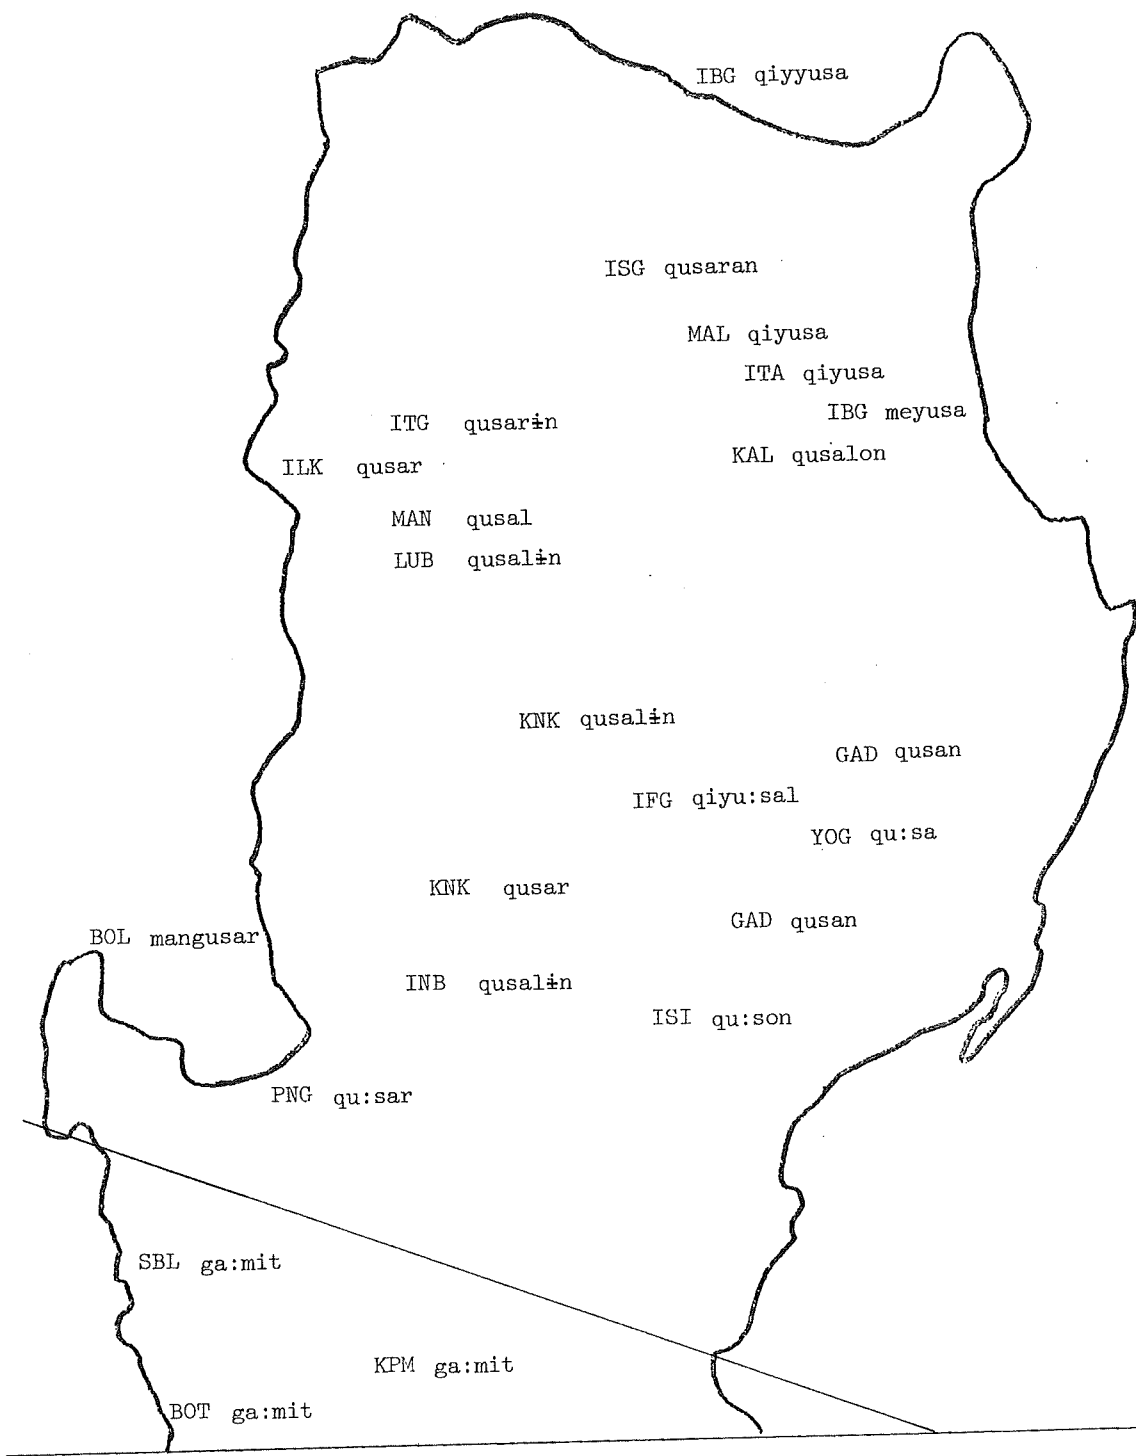 IBG qiyyusa
ISG qusaran
MAL qiyusa
ITA qiyusa
IBG meyusa
ITG qusarɨn
KAL qusalon
ILK qusar
MAN qusal
LUB qusalɨn
KNK qusalɨn
GAD qusan
IFG qiyu:sal
YOG qu:sa
KNK qusar
GAD qusan
BOL mangusar
INB qusalɨn
ISI qu:son
PNG qu:sar
SBL ga:mit
KPM ga:mit
BOT ga:mit